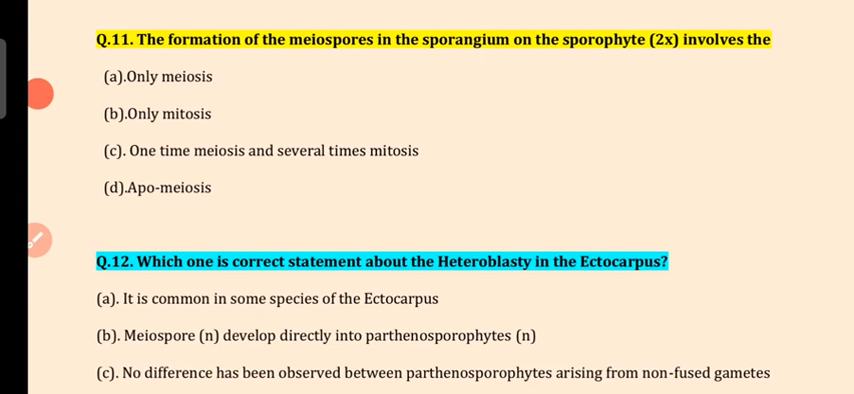 Q.11. The formation of the meiospores in the sporangium on the sporophyte (2x) involves the
(a).Only meiosis
(b).Only mitosis
(c). One time meiosis and several times mitosis
(d).Apo-meiosis
Q.12. Which one is correct statement about the Heteroblasty in the Ectocarpus?
(a). It is common in some species of the Ectocarpus
(b). Meiospore (n) develop directly into parthenosporophytes (n)
(c). No difference has been observed between parthenosporophytes arising from non-fused gametes